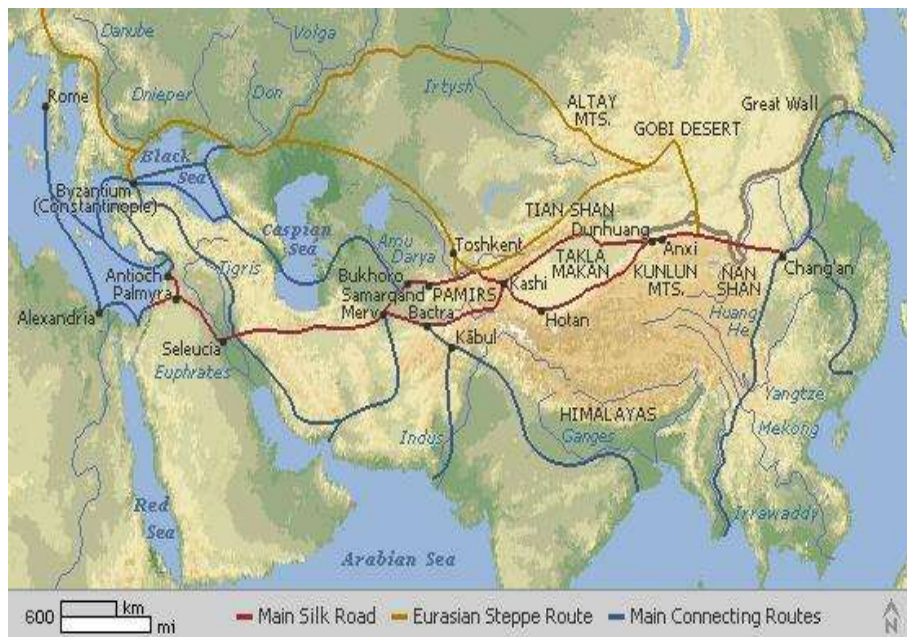 Danube
Volga
Rome
Dnieper
Don
Irtysh
ALTAY
MTS.
Great Wall
GOBI DESERT
Black
Sea
Byzantium
(Constantinople)
Caspian
Sea
TIAN SHAN
Dunhuang
Amu
Darya
Toshkent
TAKLA
MAKAN
Anxi
Antioch
Tigris
Bukhoro
Samarqand
PAMIRS
Kashi
KUNLUN
MTS.
NAN
SHAN
Chang'an
Palmyra
Alexandria
Merv
Bactra
Hotan
Huang
He
Seleucia
Kābul
Euphrates
HIMALAYAS
Yangtze
Indus
Ganges
Mekong
Red
Sea
Irrawaddy
Arabian Sea
600 km
mi
Main Silk Road Eurasian Steppe Route Main Connecting Routes
N